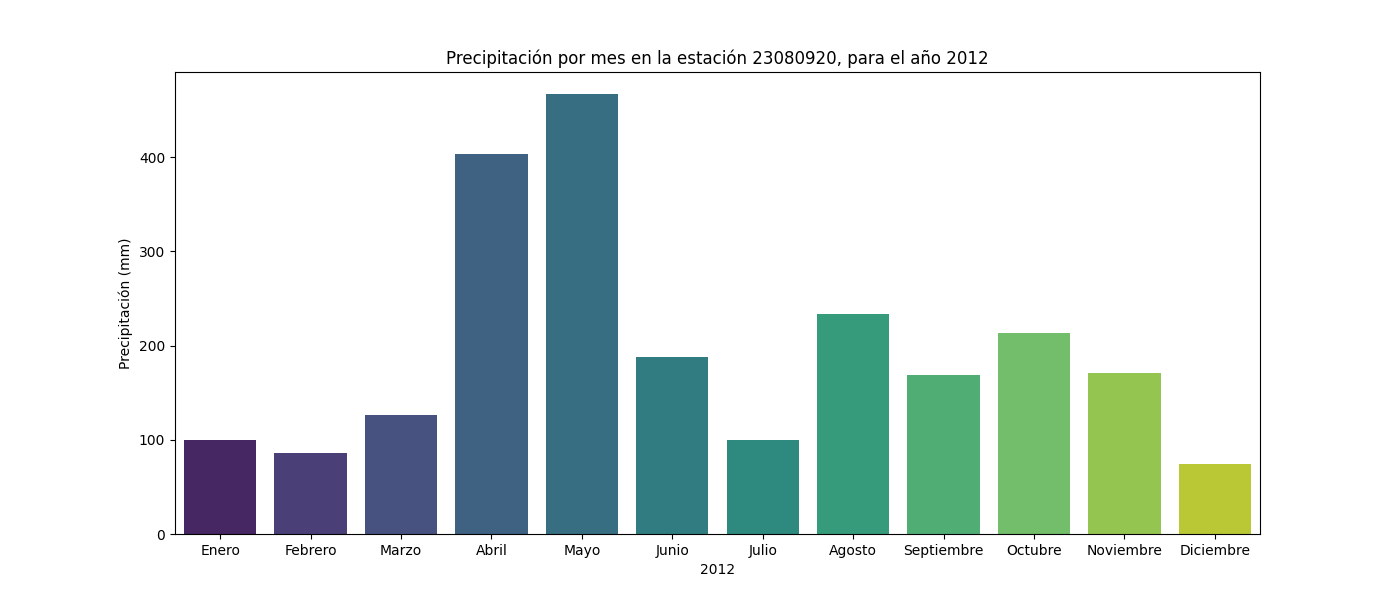 Precipitación por mes en la estación 23080920, para el año 2012
Precipitación (mm)
400
300
200
100
0
Enero Febrero Marzo Abril Mayo Junio Julio Agosto Septiembre Octubre Noviembre Diciembre
2012